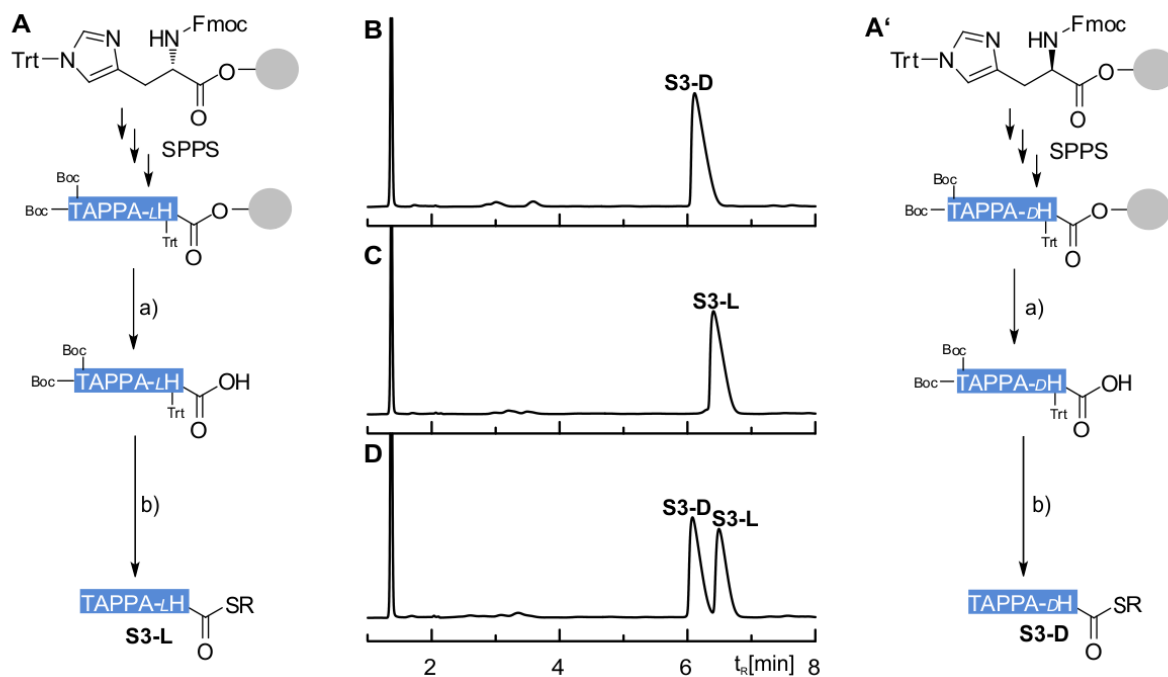 A
HN
Fmoc
N
Trt
N
O
O
SPPS
Boc
Boc
TAPPA-LH
O
Trt
O
a)
Boc
Boc
TAPPA-LH
OH
Trt
O
b)
TAPPA-LH
SR
S3-L
O
B
S3-D
C
S3-L
D
S3-D
S3-L
2
4
6
tR[min]
8
A‘
HN
Fmoc
N
Trt
N
O
O
SPPS
Boc
Boc
TAPPA-DH
O
Trt
O
a)
Boc
Boc
TAPPA-DH
OH
Trt
O
b)
TAPPA-DH
SR
S3-D
O